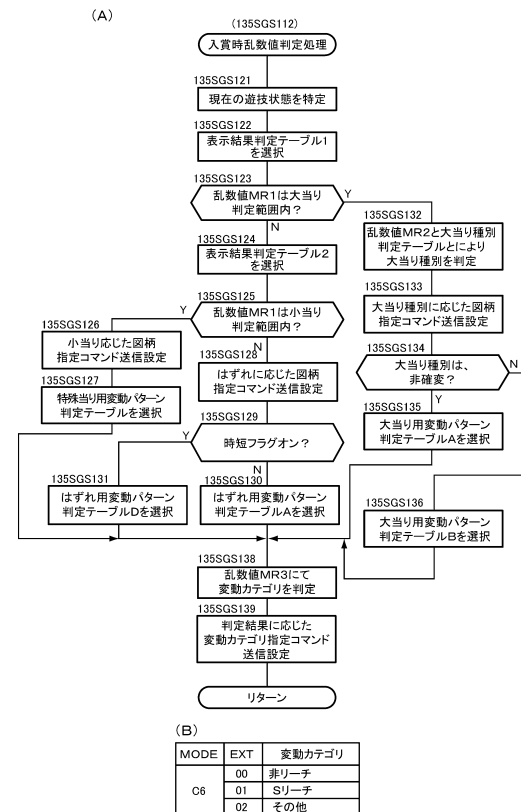 (A)
(135SGS112)
入賞時乱数値判定処理
135SGS121
現在の遊技状態を特定
135SGS122
表示結果判定テーブル1
を選択
135SGS123
乱数値MR1は大当り
判定範囲内？
Y
N
135SGS132
乱数値MR2と大当り種別
判定テーブルとにより
大当り種別を判定
135SGS124
表示結果判定テーブル2
を選択
135SGS133
大当り種別に応じた図柄
指定コマンド送信設定
135SGS125
乱数値MR1は小当り
判定範囲内？
Y
N
135SGS126
小当り応じた図柄
指定コマンド送信設定
135SGS127
特殊当り用変動パターン
判定テーブルを選択
135SGS128
はずれに応じた図柄
指定コマンド送信設定
135SGS134
大当り種別は、
非確変？
N
Y
135SGS129
時短フラグオン？
Y
N
135SGS135
大当り用変動パターン
判定テーブルAを選択
135SGS131
はずれ用変動パターン
判定テーブルDを選択
135SGS130
はずれ用変動パターン
判定テーブルAを選択
135SGS136
大当り用変動パターン
判定テーブルBを選択
135SGS138
乱数値MR3にて
変動カテゴリを判定
135SGS139
判定結果に応じた
変動カテゴリ指定コマンド
送信設定
リターン
(B)
MODE EXT 変動カテゴリ
00 非リーチ
C6 01 Sリーチ
02 その他